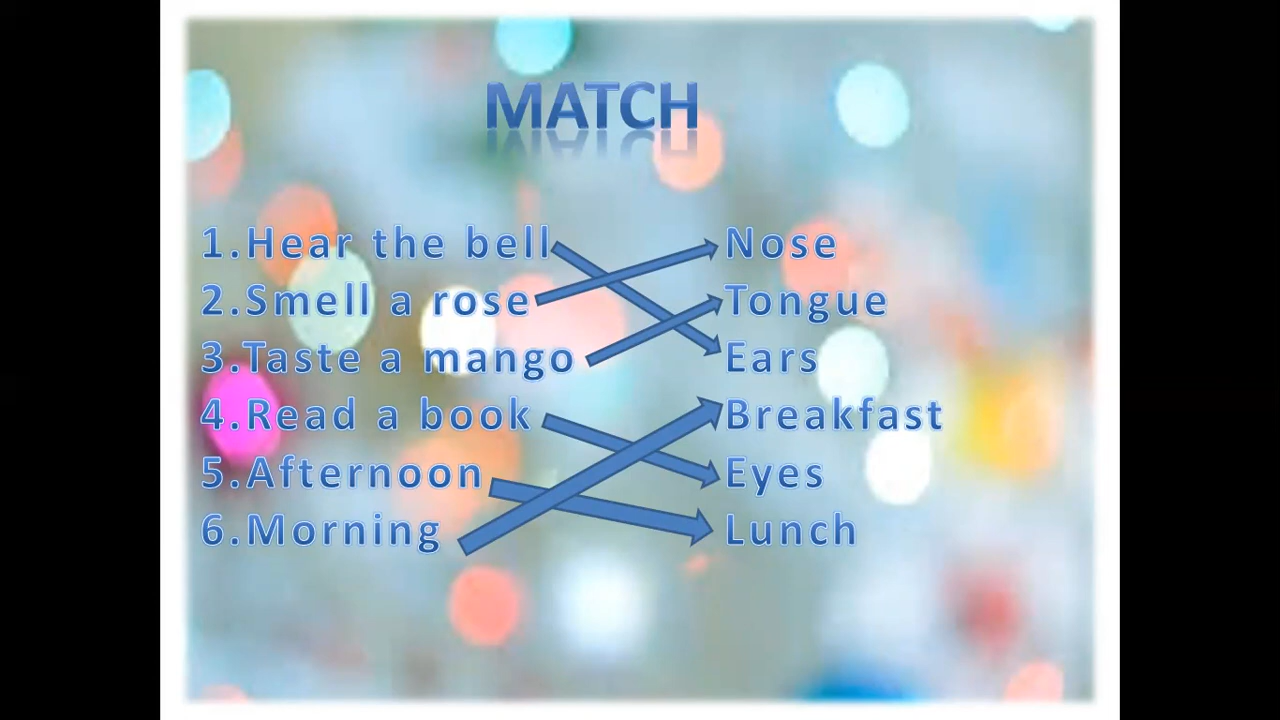 MATCH
1.Hear the bell Nose
2.Smell a rose Tongue
3.Taste a mango Ears
4.Read a book Breakfast
5.Afternoon Eyes
6.Morning Lunch